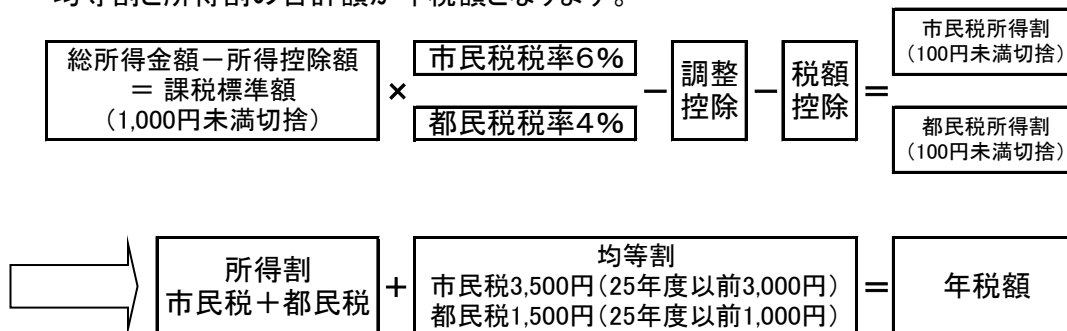 均等割と所得割の合計額が年税額となります。
総所得金額－所得控除額
＝ 課税標準額
（1,000円未満切捨）
×
市民税税率６％
都民税税率４％
－
調整
控除
－
税額
控除
＝
市民税所得割
（100円未満切捨）
都民税所得割
（100円未満切捨）
所得割
市民税＋都民税
＋
均等割
市民税3,500円（25年度以前3,000円）
都民税1,500円（25年度以前1,000円）
＝
年税額